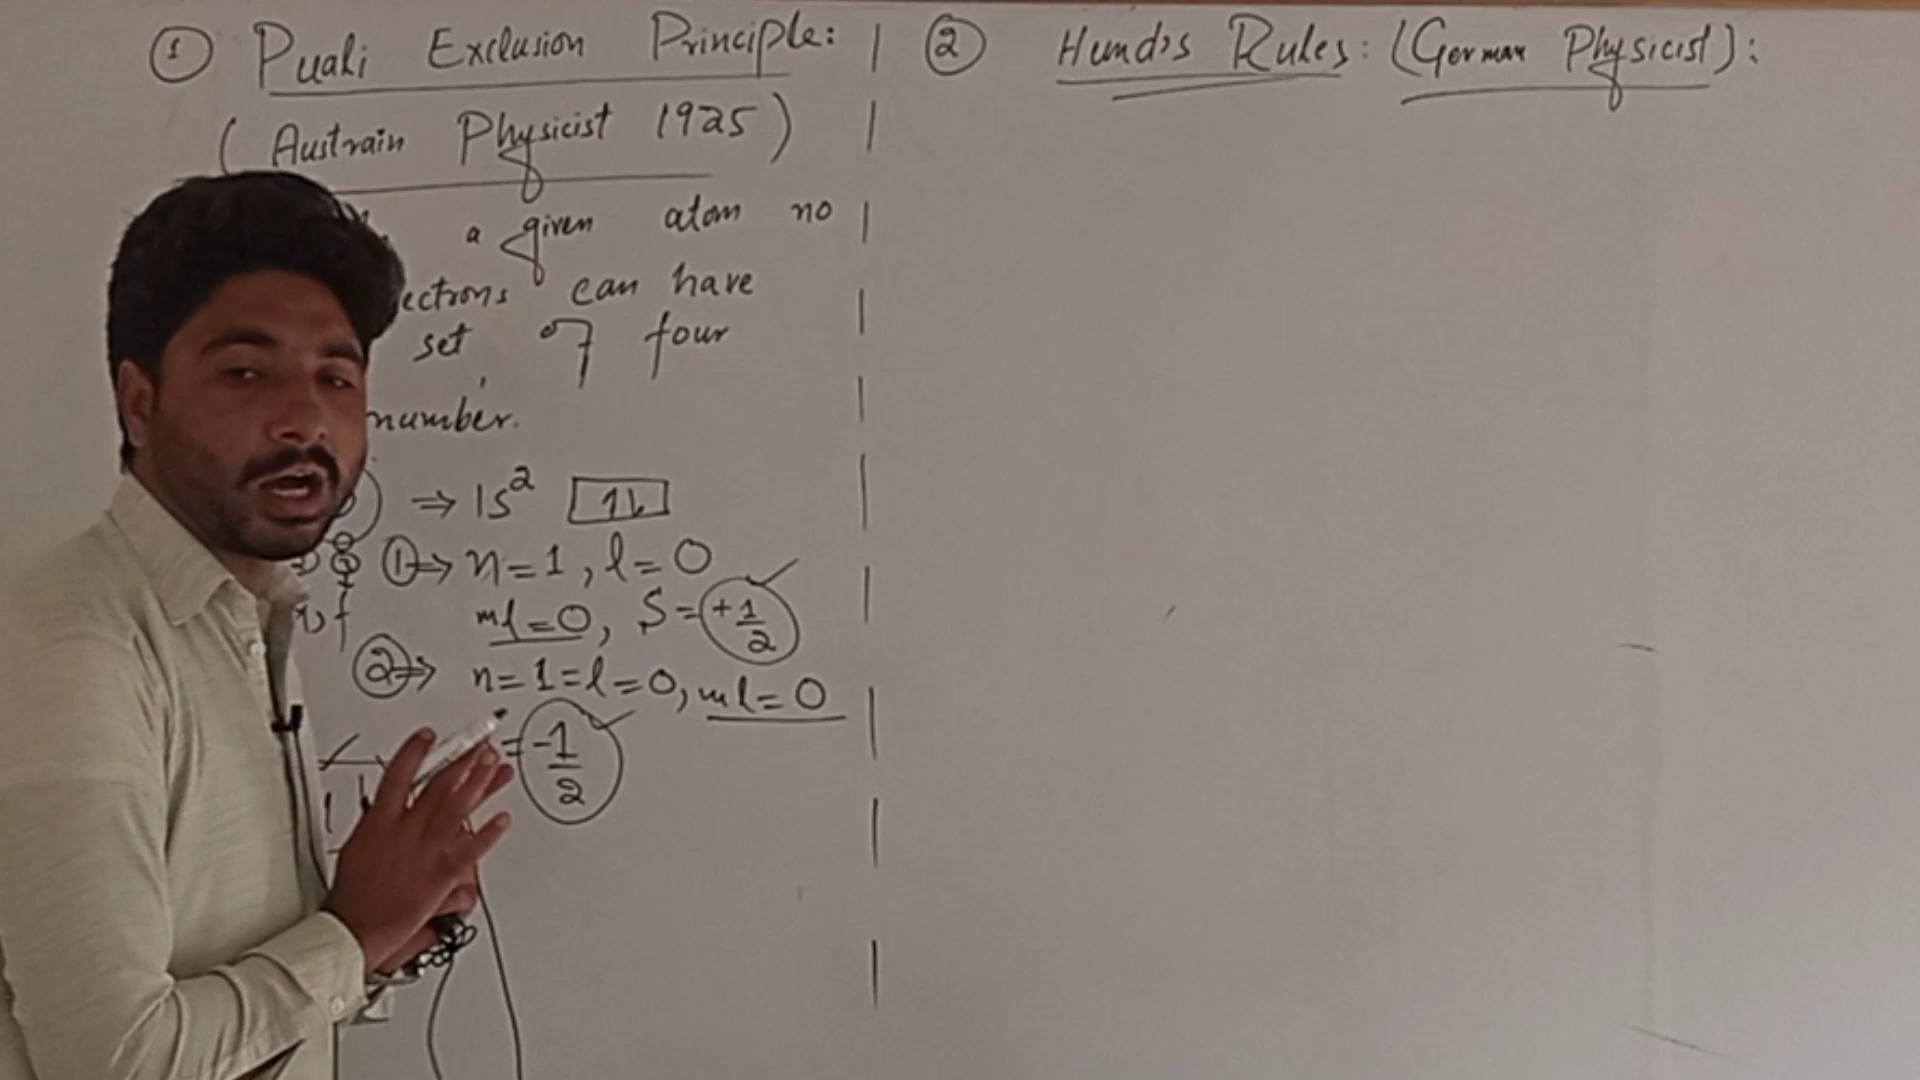 ① Puali Exclusion Principle:
( Austrain Physicist 1925 )
a given atom no
ectrons can have
set of four
number.
⇒ 1s² 1L
①⇒ n=1, l=0
ml=0, S=+1/2
②⇒ n=1=l=0, ml=0
=-1/2
② Hund's Rules: (German Physicist):